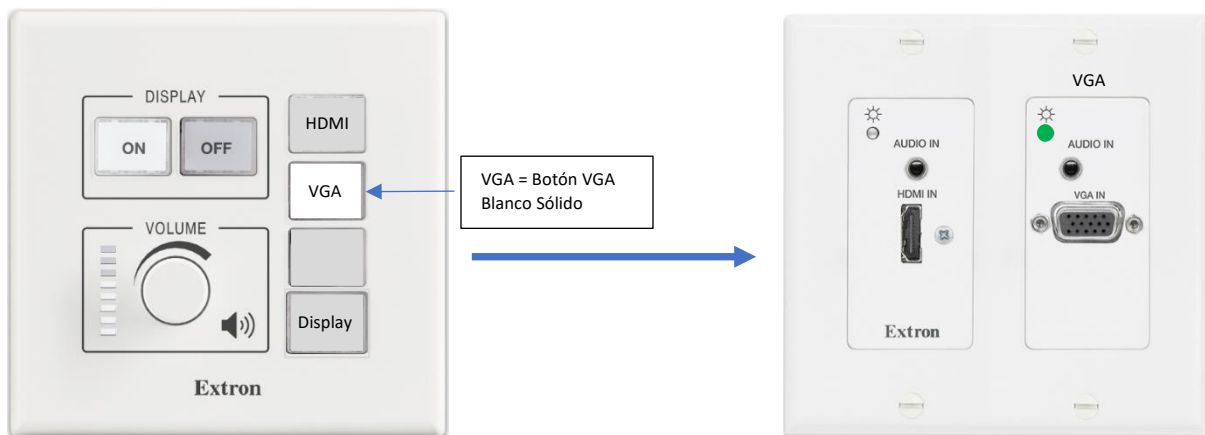 DISPLAY
ON
OFF
VOLUME
HDMI
VGA
Display
Extron
VGA = Botón VGA
Blanco Sólido
AUDIO IN
HDMI IN
Extron
VGA
AUDIO IN
VGA IN